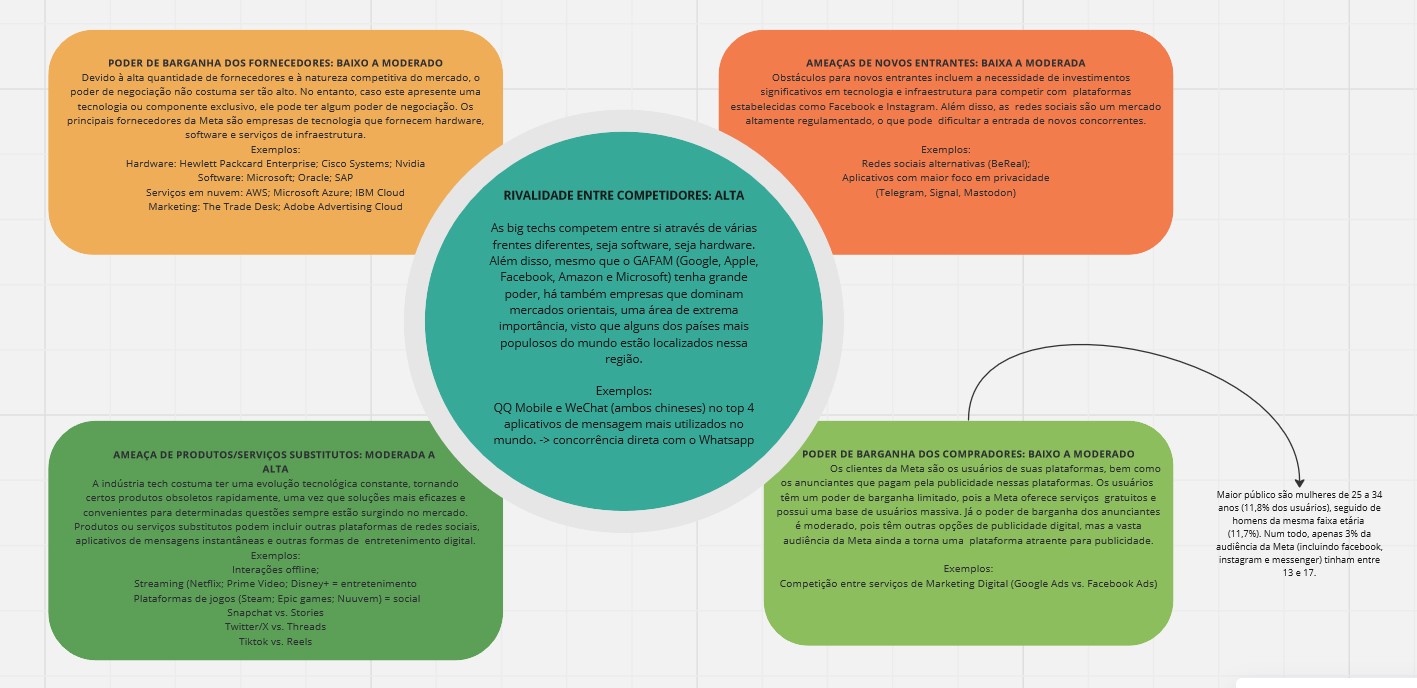 PODER DE BARGANHA DOS FORNECEDORES: BAIXO A MODERADO
Devido à alta quantidade de fornecedores e à natureza competitiva do mercado, o
poder de negociação não costuma ser tão alto. No entanto, caso este apresente uma
tecnologia ou componente exclusivo, ele pode ter algum poder de negociação. Os
principais fornecedores da Meta são empresas de tecnologia que fornecem hardware,
software e serviços de infraestrutura.
Exemplos:
Hardware: Hewlett Packcard Enterprise; Cisco Systems; Nvidia
Software: Microsoft; Oracle; SAP
Serviços em nuvem: AWS; Microsoft Azure; IBM Cloud
Marketing: The Trade Desk; Adobe Advertising Cloud
AMEAÇAS DE NOVOS ENTRANTES: BAIXA A MODERADA
Obstáculos para novos entrantes incluem a necessidade de investimentos
significativos em tecnologia e infraestrutura para competir com plataformas
estabelecidas como Facebook e Instagram. Além disso, as redes sociais são um mercado
altamente regulamentado, o que pode dificultar a entrada de novos concorrentes.
Exemplos:
Redes sociais alternativas (BeReal);
Aplicativos com maior foco em privacidade
(Telegram, Signal, Mastodon)
RIVALIDADE ENTRE COMPETIDORES: ALTA
As big techs competem entre si através de várias
frentes diferentes, seja software, seja hardware.
Além disso, mesmo que o GAFAM (Google, Apple,
Facebook, Amazon e Microsoft) tenha grande
poder, há também empresas que dominam
mercados orientais, uma área de extrema
importância, visto que alguns dos países mais
populosos do mundo estão localizados nessa
região.
Exemplos:
QQ Mobile e WeChat (ambos chineses) no top 4
aplicativos de mensagem mais utilizados no
mundo. -> concorrência direta com o Whatsapp
AMEAÇA DE PRODUTOS/SERVIÇOS SUBSTITUTOS: MODERADA A
ALTA
A indústria tech costuma ter uma evolução tecnológica constante, tornando
certos produtos obsoletos rapidamente, uma vez que soluções mais eficazes e
convenientes para determinadas questões sempre estão surgindo no mercado.
Produtos ou serviços substitutos podem incluir outras plataformas de redes sociais,
aplicativos de mensagens instantâneas e outras formas de entretenimento digital.
Exemplos:
Interações offline;
Streaming (Netflix; Prime Video; Disney+ = entretenimento
Plataformas de jogos (Steam; Epic games; Nuuvem) = social
Snapchat vs. Stories
Twitter/X vs. Threads
Tiktok vs. Reels
PODER DE BARGANHA DOS COMPRADORES: BAIXO A MODERADO
Os clientes da Meta são os usuários de suas plataformas, bem como
os anunciantes que pagam pela publicidade nessas plataformas. Os usuários
têm um poder de barganha limitado, pois a Meta oferece serviços gratuitos e
possui uma base de usuários massiva. Já o poder de barganha dos anunciantes
é moderado, pois têm outras opções de publicidade digital, mas a vasta
audiência da Meta ainda a torna uma plataforma atraente para publicidade.
Exemplos:
Competição entre serviços de Marketing Digital (Google Ads vs. Facebook Ads)
Maior público são mulheres de 25 a 34
anos (11,8% dos usuários), seguido de
homens da mesma faixa etária
(11,7%). Num todo, apenas 3% da
audiência da Meta (incluindo facebook,
instagram e messenger) tinham entre
13 e 17.